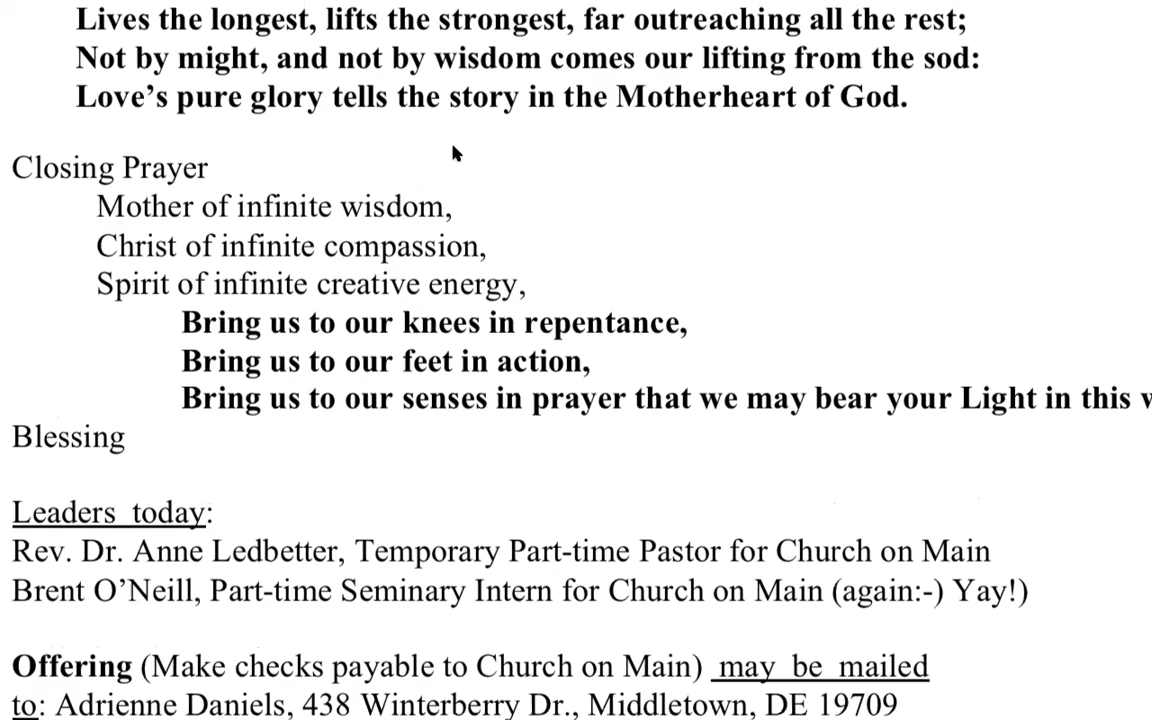 Lives the longest, lifts the strongest, far outreaching all the rest;
Not by might, and not by wisdom comes our lifting from the sod:
Love’s pure glory tells the story in the Motherheart of God.
Closing Prayer
Mother of infinite wisdom,
Christ of infinite compassion,
Spirit of infinite creative energy,
Bring us to our knees in repentance,
Bring us to our feet in action,
Bring us to our senses in prayer that we may bear your Light in this
Blessing
Leaders today:
Rev. Dr. Anne Ledbetter, Temporary Part-time Pastor for Church on Main
Brent O’Neill, Part-time Seminary Intern for Church on Main (again:-) Yay!)
Offering (Make checks payable to Church on Main) may be mailed
to: Adrienne Daniels, 438 Winterberry Dr., Middletown, DE 19709